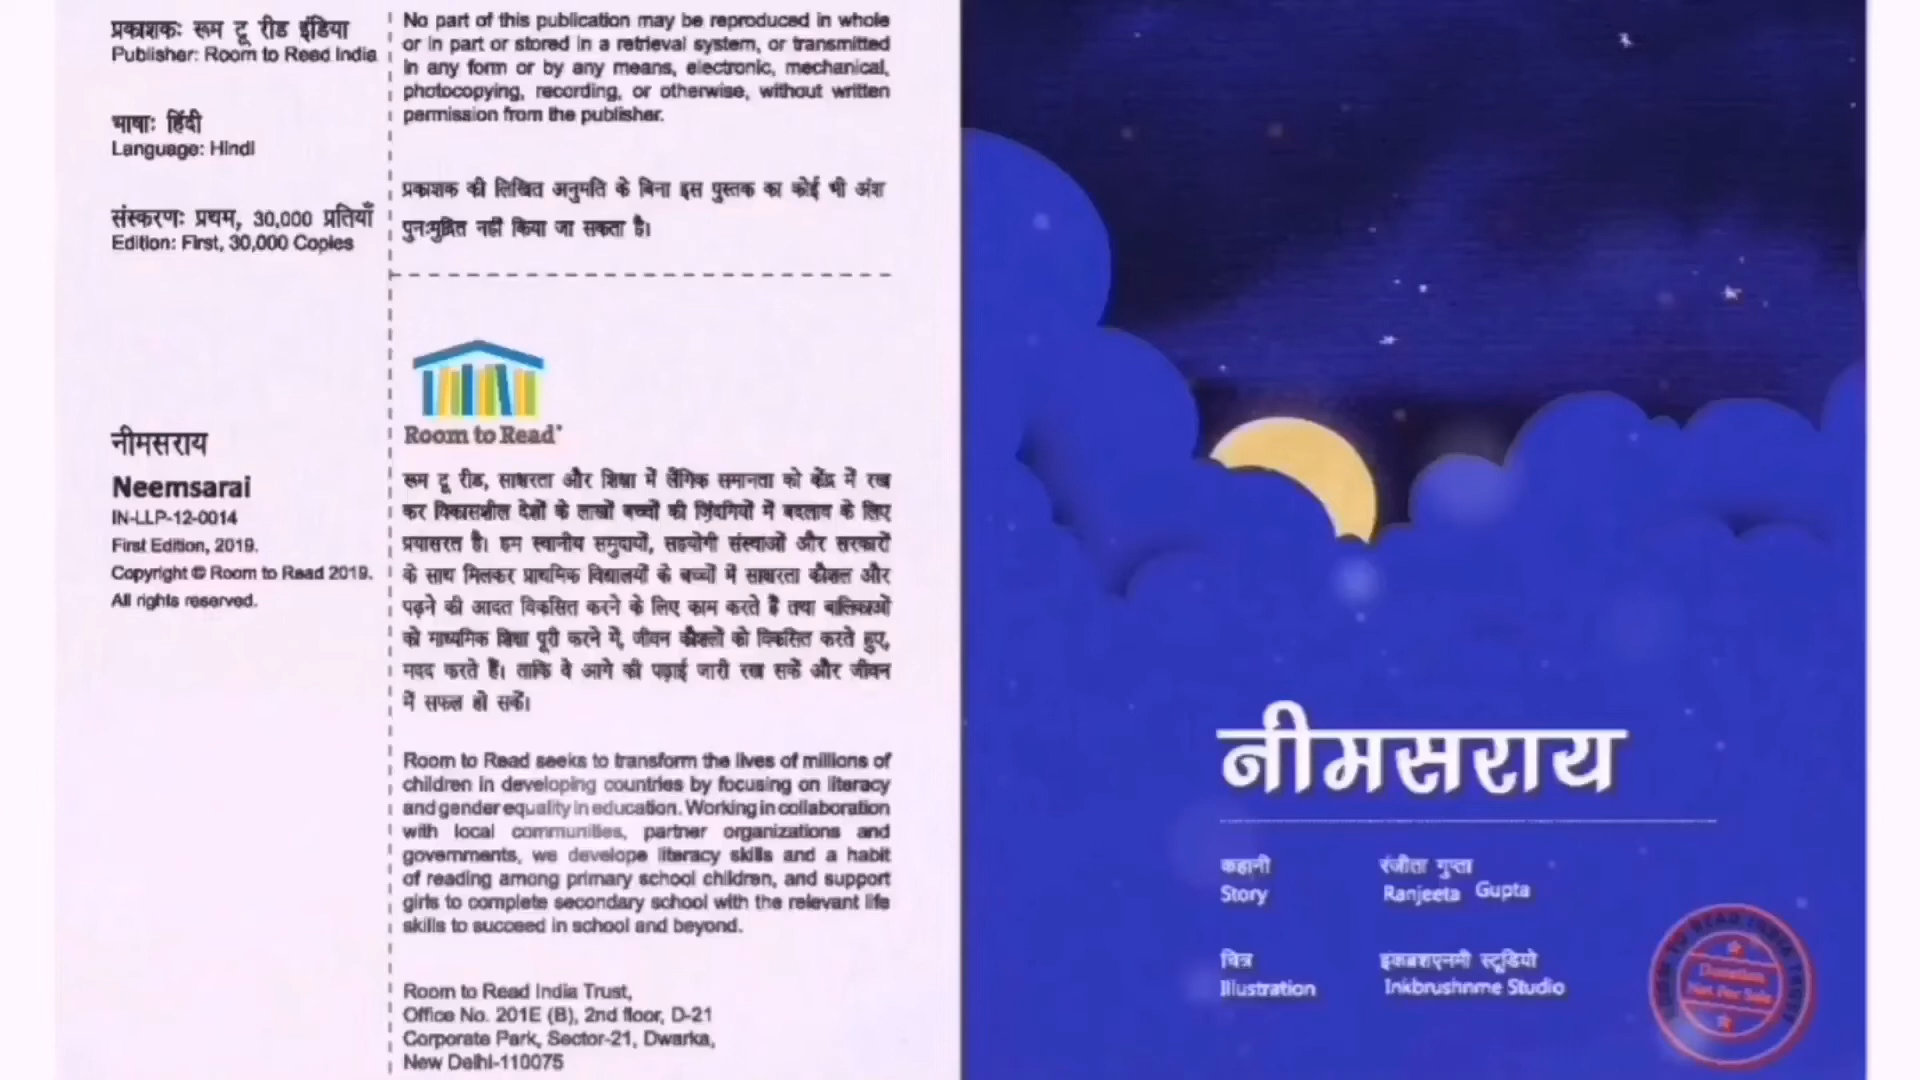 प्रकाशकः रूम टू रीड इंडिया
Publisher: Room to Read India
भाषाः हिंदी
Language: Hindi
संस्करणः प्रथम, 30,000 प्रतियाँ
Edition: First, 30,000 Copies
नीमसराय
Neemsarai
IN-LLP-12-0014
First Edition, 2019.
Copyright © Room to Read 2019.
All rights reserved.
No part of this publication may be reproduced in whole
or in part or stored in a retrieval system, or transmitted
in any form or by any means, electronic, mechanical,
photocopying, recording, or otherwise, without written
permission from the publisher.
प्रकाशक की लिखित अनुमति के बिना इस पुस्तक का कोई भी अंश
पुनःमुद्रित नहीं किया जा सकता है।
Room to Read
रूम टू रीड, साक्षरता और शिक्षा में लैंगिक समानता को केंद्र में रख
कर विकासशील देशों के लाखों बच्चों की ज़िंदगियों में बदलाव के लिए
प्रयासरत है। हम स्थानीय समुदायों, सहयोगी संस्थाओं और सरकारों
के साथ मिलकर प्राथमिक विद्यालयों के बच्चों में साक्षरता कौशल और
पढ़ने की आदत विकसित करने के लिए काम करते हैं तथा बालिकाओं
को माध्यमिक शिक्षा पूरी करने में, जीवन कौशलों को विकसित करते हुए,
मदद करते हैं। ताकि वे आगे की पढ़ाई जारी रख सकें और जीवन
में सफल हो सकें।
Room to Read seeks to transform the lives of millions of
children in developing countries by focusing on literacy
and gender equality in education. Working in collaboration
with local communities, partner organizations and
governments, we develope literacy skills and a habit
of reading among primary school children, and support
girls to complete secondary school with the relevant life
skills to succeed in school and beyond.
Room to Read India Trust,
Office No. 201E (B), 2nd floor, D-21
Corporate Park, Sector-21, Dwarka,
New Delhi-110075
नीमसराय
कहानी रंजीता गुप्ता
Story Ranjeeta Gupta
चित्र इंकब्रशएनमी स्टूडियो
Illustration Inkbrushnme Studio
ROOM TO READ INDIA TRUST
Donation
Not For Sale